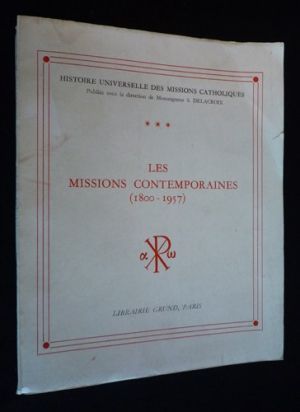 HISTOIRE UNIVERSELLE DES MISSIONS CATHOLIQUES
Publiée sous la direction de Monseigneur S. DELACROIX
* * *
LES
MISSIONS CONTEMPORAINES
(1800-1957)
α ω
LIBRAIRIE GRUND, PARIS